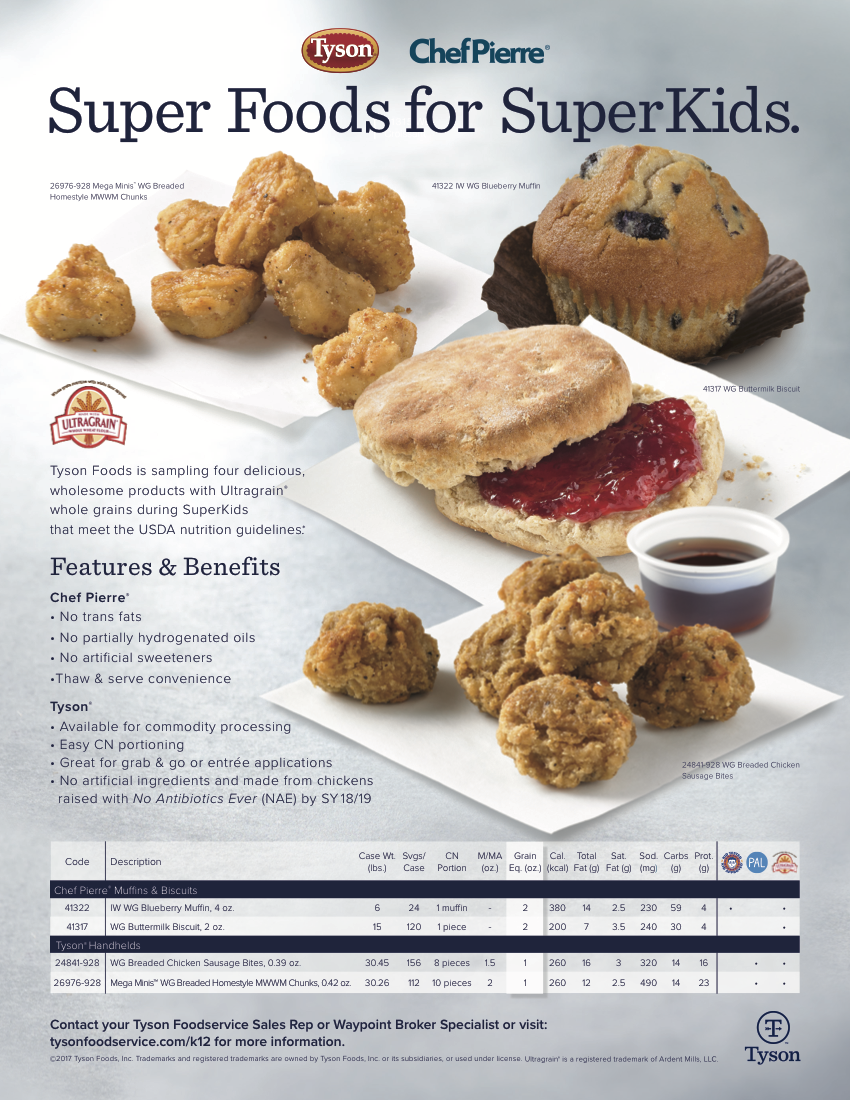 Tyson ChefPierre®
Super Foods for SuperKids.
26976-928 Mega Minis™ WG Breaded
Homestyle MWWM Chunks
41322 IW WG Blueberry Muffin
41317 WG Buttermilk Biscuit
MADE WITH
ULTRAGRAIN®
WHOLE WHEAT FLOUR
Tyson Foods is sampling four delicious,
wholesome products with Ultragrain®
whole grains during SuperKids
that meet the USDA nutrition guidelines.*
Features & Benefits
Chef Pierre®
• No trans fats
• No partially hydrogenated oils
• No artificial sweeteners
•Thaw & serve convenience
Tyson®
• Available for commodity processing
• Easy CN portioning
• Great for grab & go or entrée applications
• No artificial ingredients and made from chickens
raised with No Antibiotics Ever (NAE) by SY18/19
24841-928 WG Breaded Chicken
Sausage Bites
Code Description Case Wt. (lbs.) Svgs/ Case CN Portion M/MA (oz.) Grain Eq. (oz.) Cal. (kcal) Total Fat (g) Sat. Fat (g) Sod. (mg) Carbs (g) Prot. (g) PAL
Chef Pierre® Muffins & Biscuits
41322 IW WG Blueberry Muffin, 4 oz. 6 24 1 muffin - 2 380 14 2.5 230 59 4 • •
41317 WG Buttermilk Biscuit, 2 oz. 15 120 1 piece - 2 200 7 3.5 240 30 4 •
Tyson® Handhelds
24841-928 WG Breaded Chicken Sausage Bites, 0.39 oz. 30.45 156 8 pieces 1.5 1 260 16 3 320 14 16 • •
26976-928 Mega Minis™ WG Breaded Homestyle MWWM Chunks, 0.42 oz. 30.26 112 10 pieces 2 1 260 12 2.5 490 14 23 • •
Contact your Tyson Foodservice Sales Rep or Waypoint Broker Specialist or visit:
tysonfoodservice.com/k12 for more information.
©2017 Tyson Foods, Inc. Trademarks and registered trademarks are owned by Tyson Foods, Inc. or its subsidiaries, or used under license. Ultragrain® is a registered trademark of Ardent Mills, LLC.
Tyson